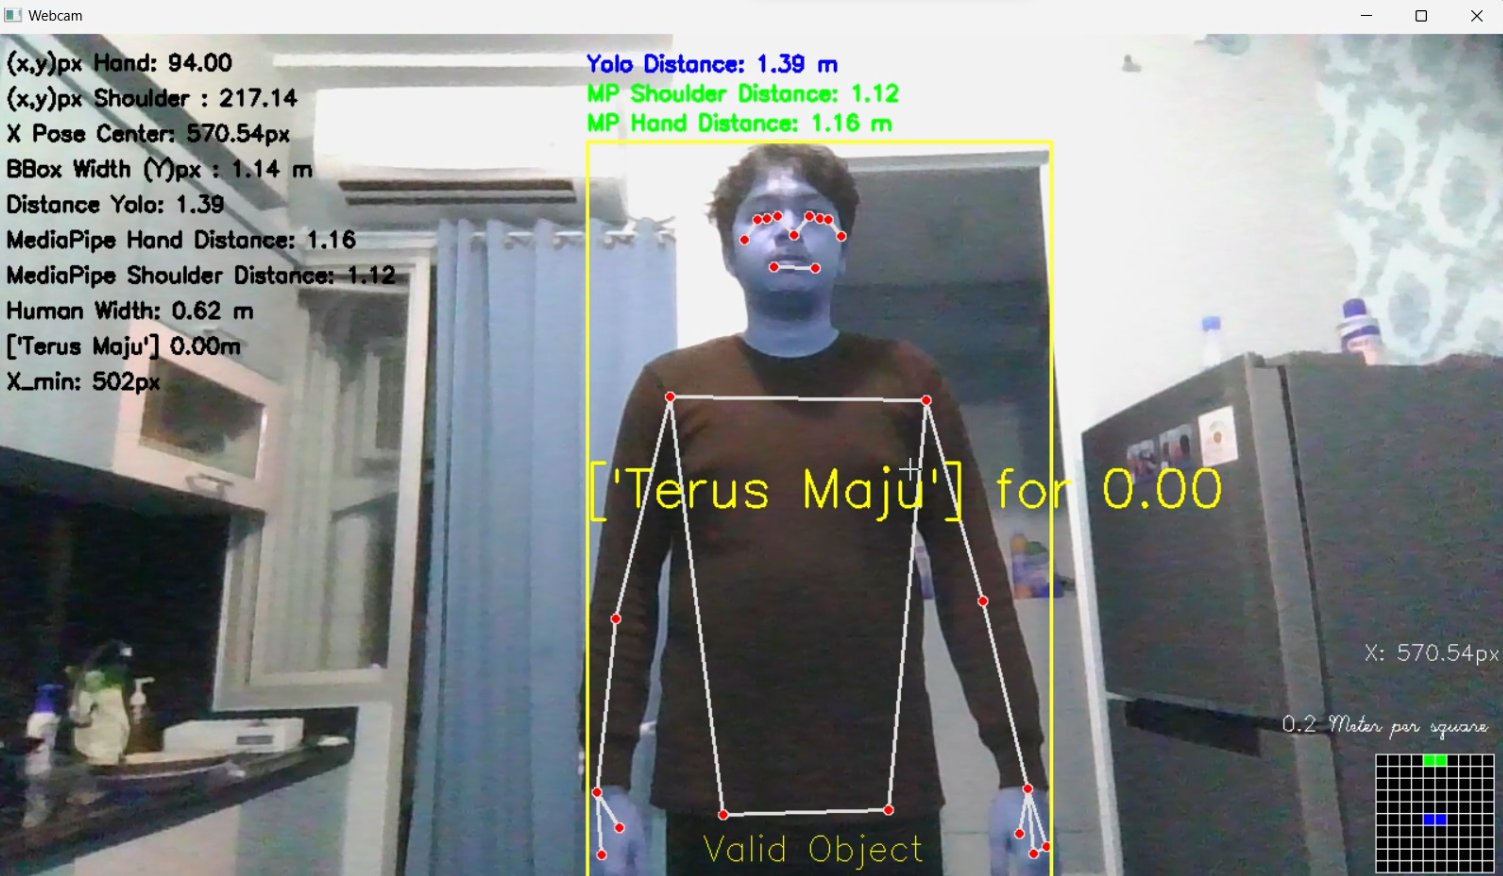 Webcam
(x,y)px Hand: 94.00
(x,y)px Shoulder : 217.14
X Pose Center: 570.54px
BBox Width (Y)px : 1.14 m
Distance Yolo: 1.39
MediaPipe Hand Distance: 1.16
MediaPipe Shoulder Distance: 1.12
Human Width: 0.62 m
['Terus Maju'] 0.00m
X_min: 502px
Yolo Distance: 1.39 m
MP Shoulder Distance: 1.12
MP Hand Distance: 1.16 m
['Terus Maju'] for 0.00
X: 570.54px
0.2 Meter per square
Valid Object